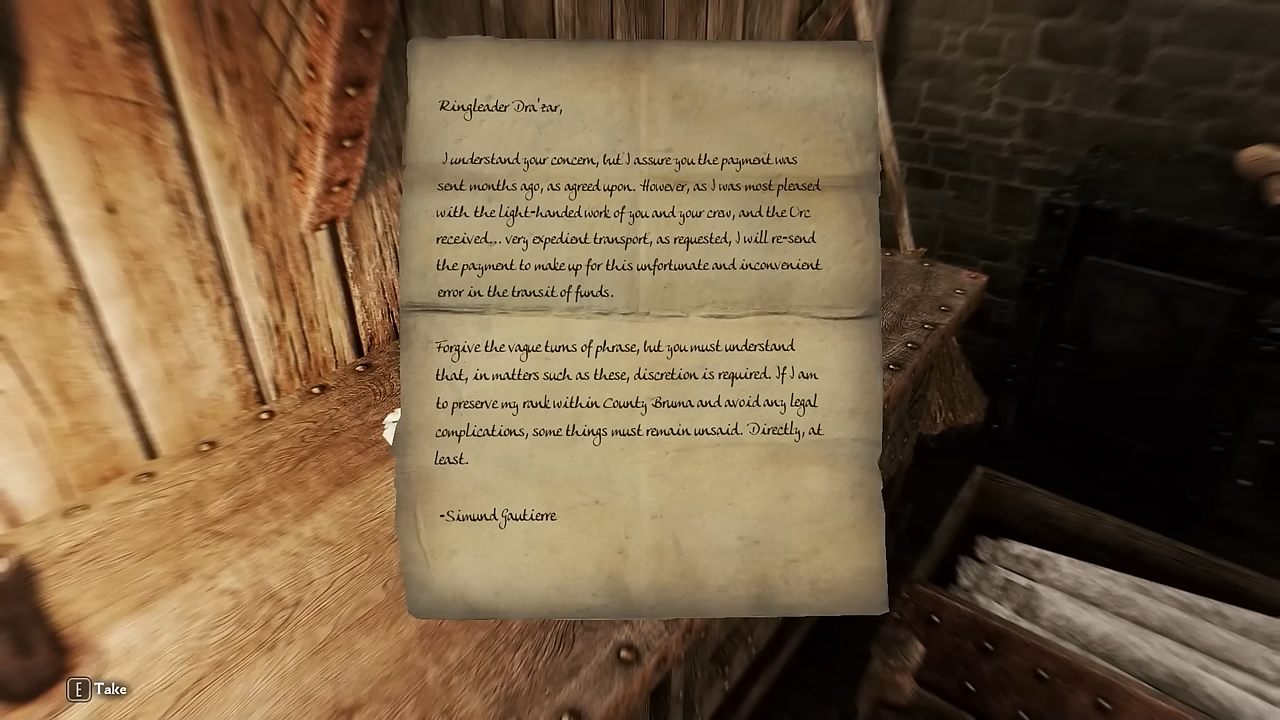 Ringleader Dra'zar,
I understand your concern, but I assure you the payment was
sent months ago, as agreed upon. However, as I was most pleased
with the light-handed work of you and your crew, and the Orc
received... very expedient transport, as requested, I will re-send
the payment to make up for this unfortunate and inconvenient
error in the transit of funds.
Forgive the vague turns of phrase, but you must understand
that, in matters such as these, discretion is required. If I am
to preserve my rank within County Bruma and avoid any legal
complications, some things must remain unsaid. Directly, at
least.
-Simund Gautierre
E Take